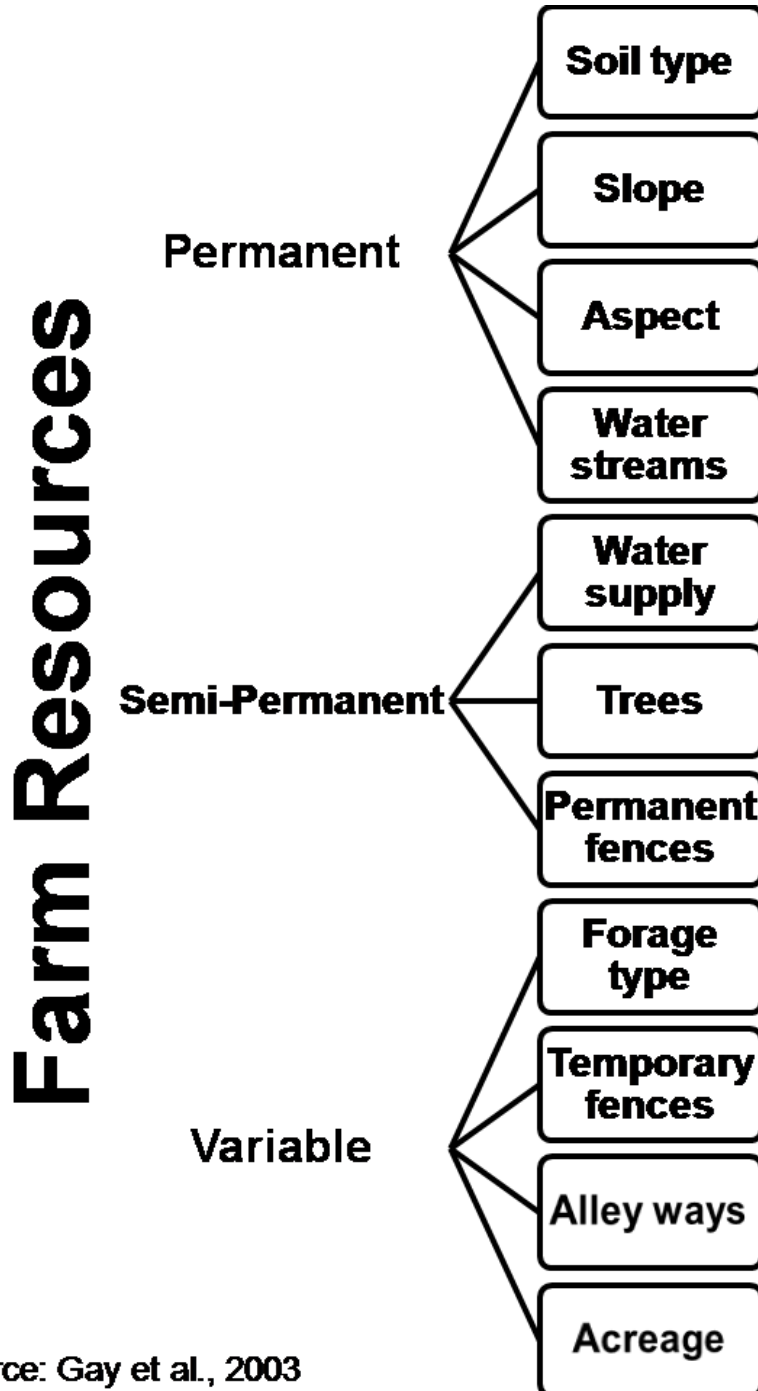 Farm Resources
Permanent
Soil type
Slope
Aspect
Water
streams
Semi-Permanent
Water
supply
Trees
Permanent
fences
Variable
Forage
type
Temporary
fences
Alley ways
Acreage
rce: Gay et al., 2003